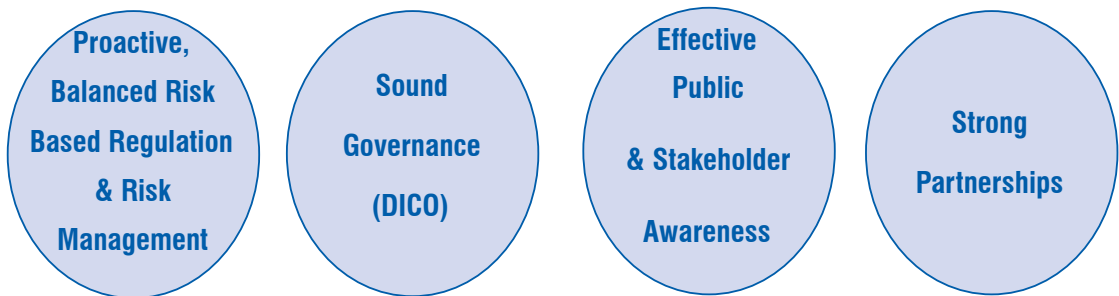 Proactive,
Balanced Risk
Based Regulation
& Risk
Management
Sound
Governance
(DICO)
Effective
Public
& Stakeholder
Awareness
Strong
Partnerships